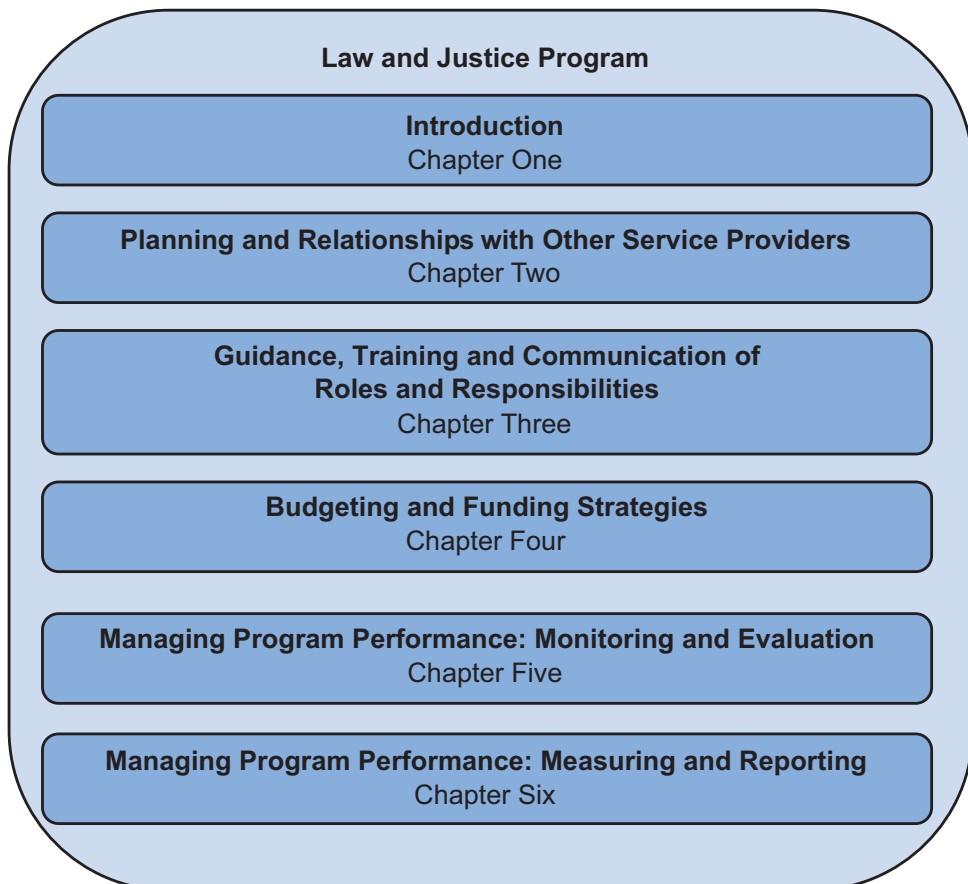 Law and Justice Program
Introduction
Chapter One
Planning and Relationships with Other Service Providers
Chapter Two
Guidance, Training and Communication of
Roles and Responsibilities
Chapter Three
Budgeting and Funding Strategies
Chapter Four
Managing Program Performance: Monitoring and Evaluation
Chapter Five
Managing Program Performance: Measuring and Reporting
Chapter Six